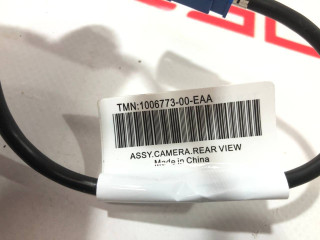 TMN:1006773-00-EAA
ASSY.CAMERA.REAR VIEW
Made in China